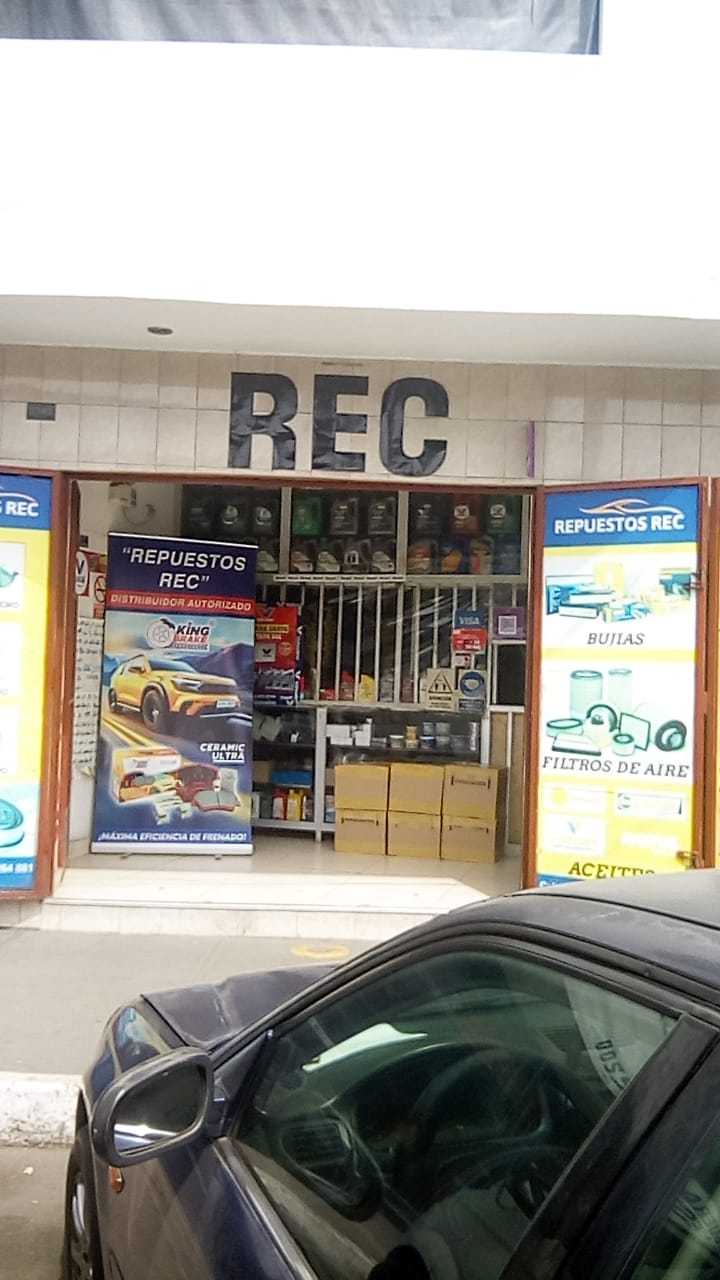 REC
S REC
"REPUESTOS
REC"
DISTRIBUIDOR AUTORIZADO
KING
BRAKE
CERAMIC
ULTRA
¡MÁXIMA EFICIENCIA DE FRENADO!
VISA
REPUESTOS REC
BUJIAS
FILTROS DE AIRE
ACEITES